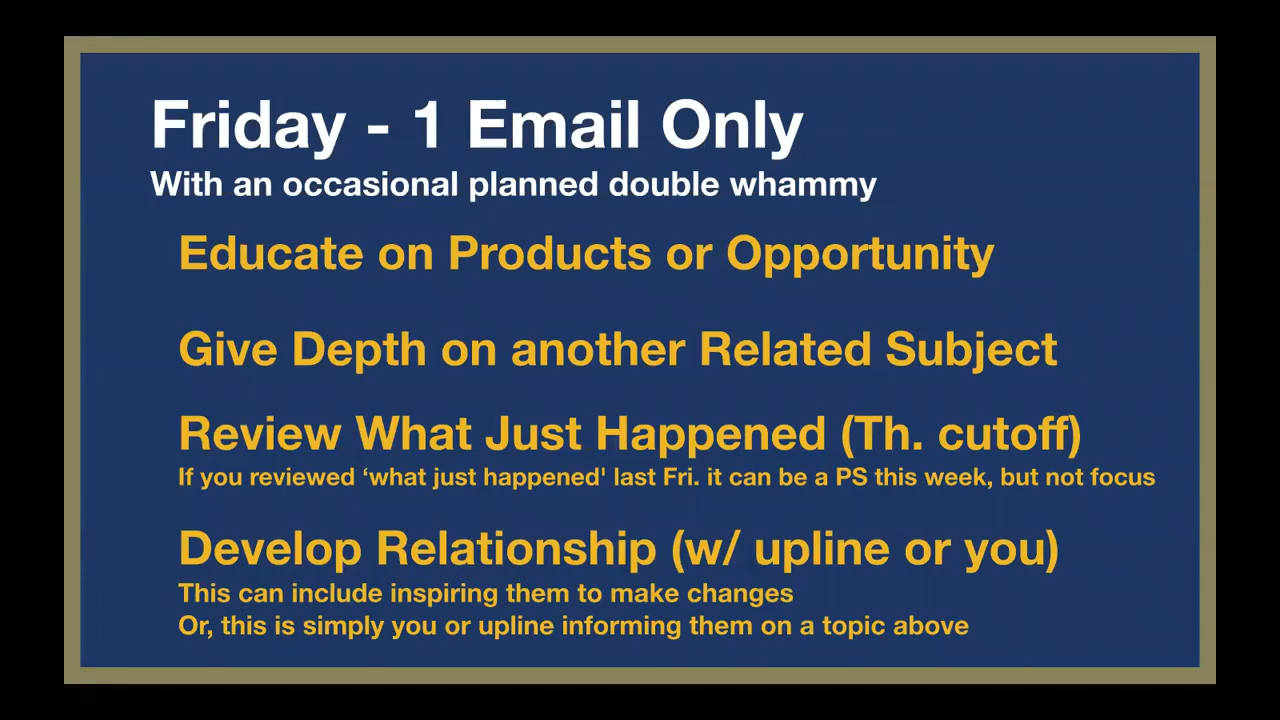 Friday - 1 Email Only
With an occasional planned double whammy
Educate on Products or Opportunity
Give Depth on another Related Subject
Review What Just Happened (Th. cutoff)
If you reviewed ‘what just happened' last Fri. it can be a PS this week, but not focus
Develop Relationship (w/ upline or you)
This can include inspiring them to make changes
Or, this is simply you or upline informing them on a topic above